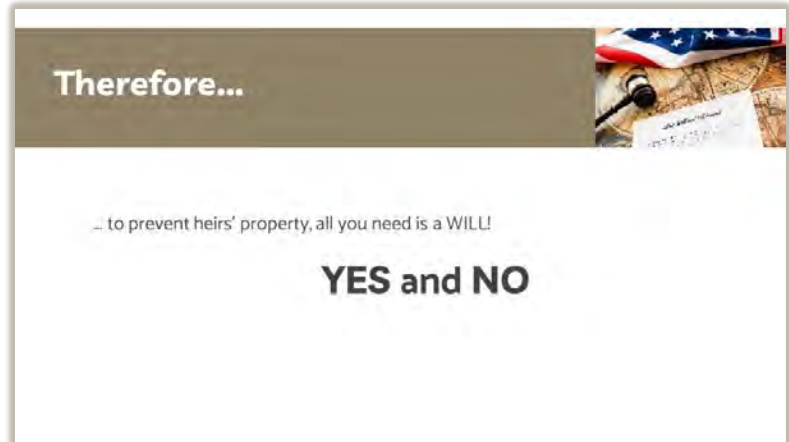 Therefore...
... to prevent heirs' property, all you need is a WILL!
YES and NO